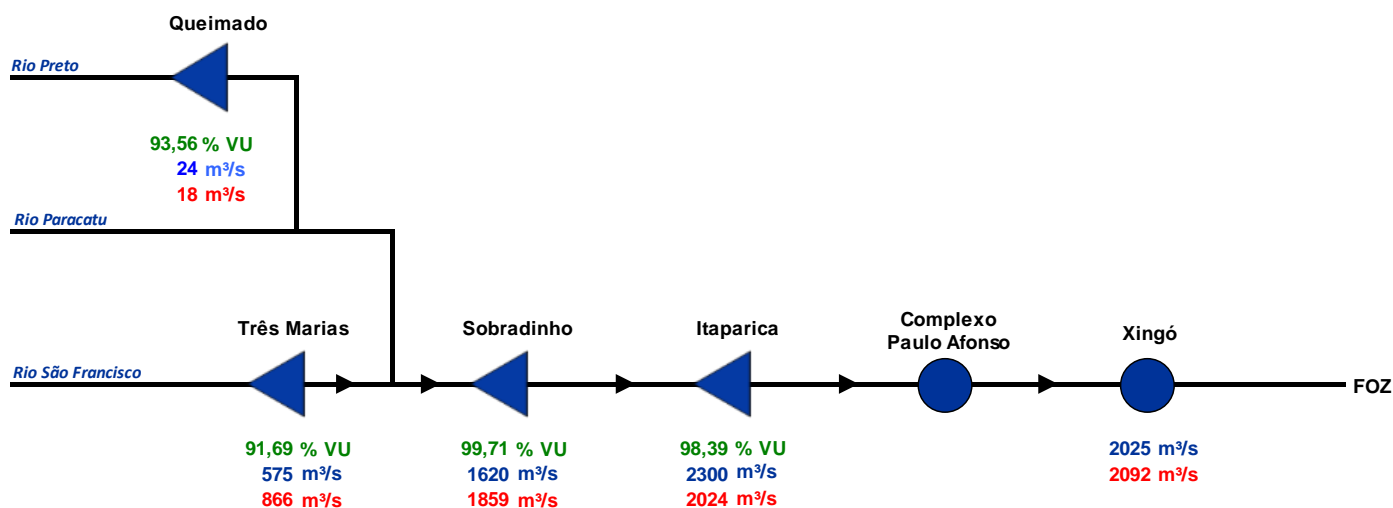 Queimado
Rio Preto
93,56 % VU
24 m³/s
18 m³/s
Rio Paracatu
Três Marias
Sobradinho
Itaparica
Complexo
Paulo Afonso
Xingó
Rio São Francisco
FOZ
91,69 % VU
575 m³/s
866 m³/s
99,71 % VU
1620 m³/s
1859 m³/s
98,39 % VU
2300 m³/s
2024 m³/s
2025 m³/s
2092 m³/s